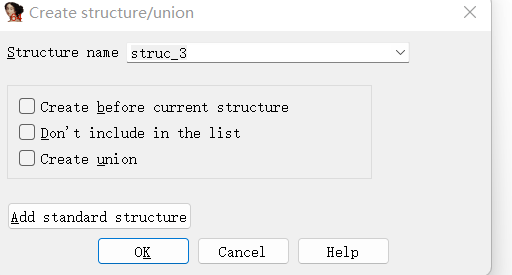 Create structure/union
Structure name struc_3
Create before current structure
Don't include in the list
Create union
Add standard structure
OK Cancel Help